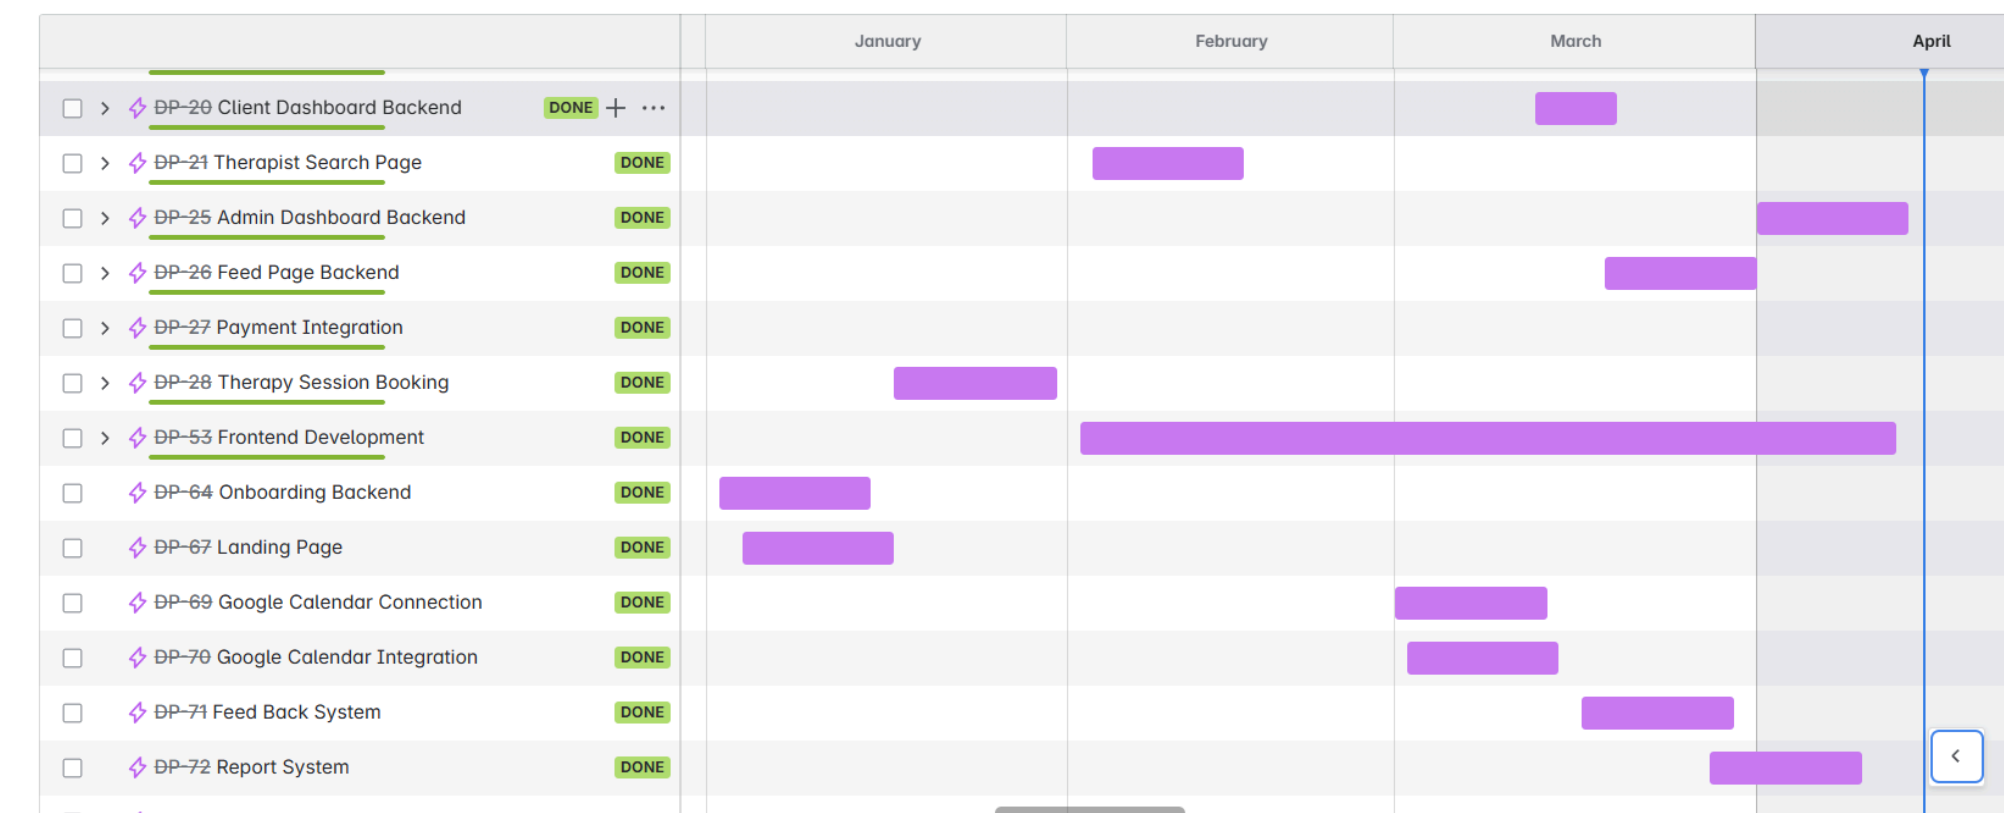 January February March April
DP-20 Client Dashboard Backend DONE
DP-21 Therapist Search Page DONE
DP-25 Admin Dashboard Backend DONE
DP-26 Feed Page Backend DONE
DP-27 Payment Integration DONE
DP-28 Therapy Session Booking DONE
DP-53 Frontend Development DONE
DP-64 Onboarding Backend DONE
DP-67 Landing Page DONE
DP-69 Google Calendar Connection DONE
DP-70 Google Calendar Integration DONE
DP-71 Feed Back System DONE
DP-72 Report System DONE